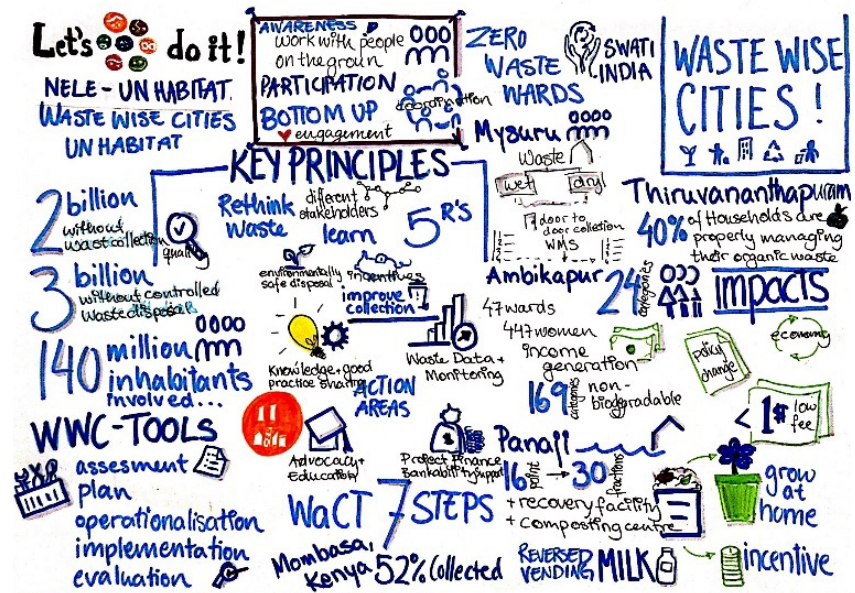 Let's do it!
NELE - UN HABITAT
WASTE WISE CITIES
UN HABITAT
AWARENESS
work with people
on the groun
PARTICIPATION
BOTTOM UP
coordination
engagement
ZERO
WASTE
WARDS
SWATI
INDIA
WASTE WISE
CITIES!
KEY PRINCIPLES
Rethink
Waste
different
stakeholders
learn
5 R'S
environmentally
safe disposal
incentives
improve
collection
Knowledge + good
practice sharing
Waste Data +
Monitoring
ACTION
AREAS
Advocacy +
Education
Project Finance
Bankability Support
2 billion
without
wast collection
quality
3 billion
without controlled
waste disposal
140 million
inhabitants
involved...
WWC-TOOLS
assesment
plan
operationalisation
implementation
evaluation
WaCT 7 STEPS
Mombasa,
Kenya 52% Collected
Mysuru
Waste
wet
dry
door to
door collection
WMS
Ambikapur
24 categories
47 wards
447 women
income
generation
169 categories
non-
biodegradable
Panaji
16 point → 30 fractions
+ recovery facility
+ composting centre
REVERSED
VENDING MILK
Thiruvananthapuram
40% of Households are
properly managing
their organic waste
impacts
policy
change
economy
< 1$ low
fee
grow
at
home
incentive